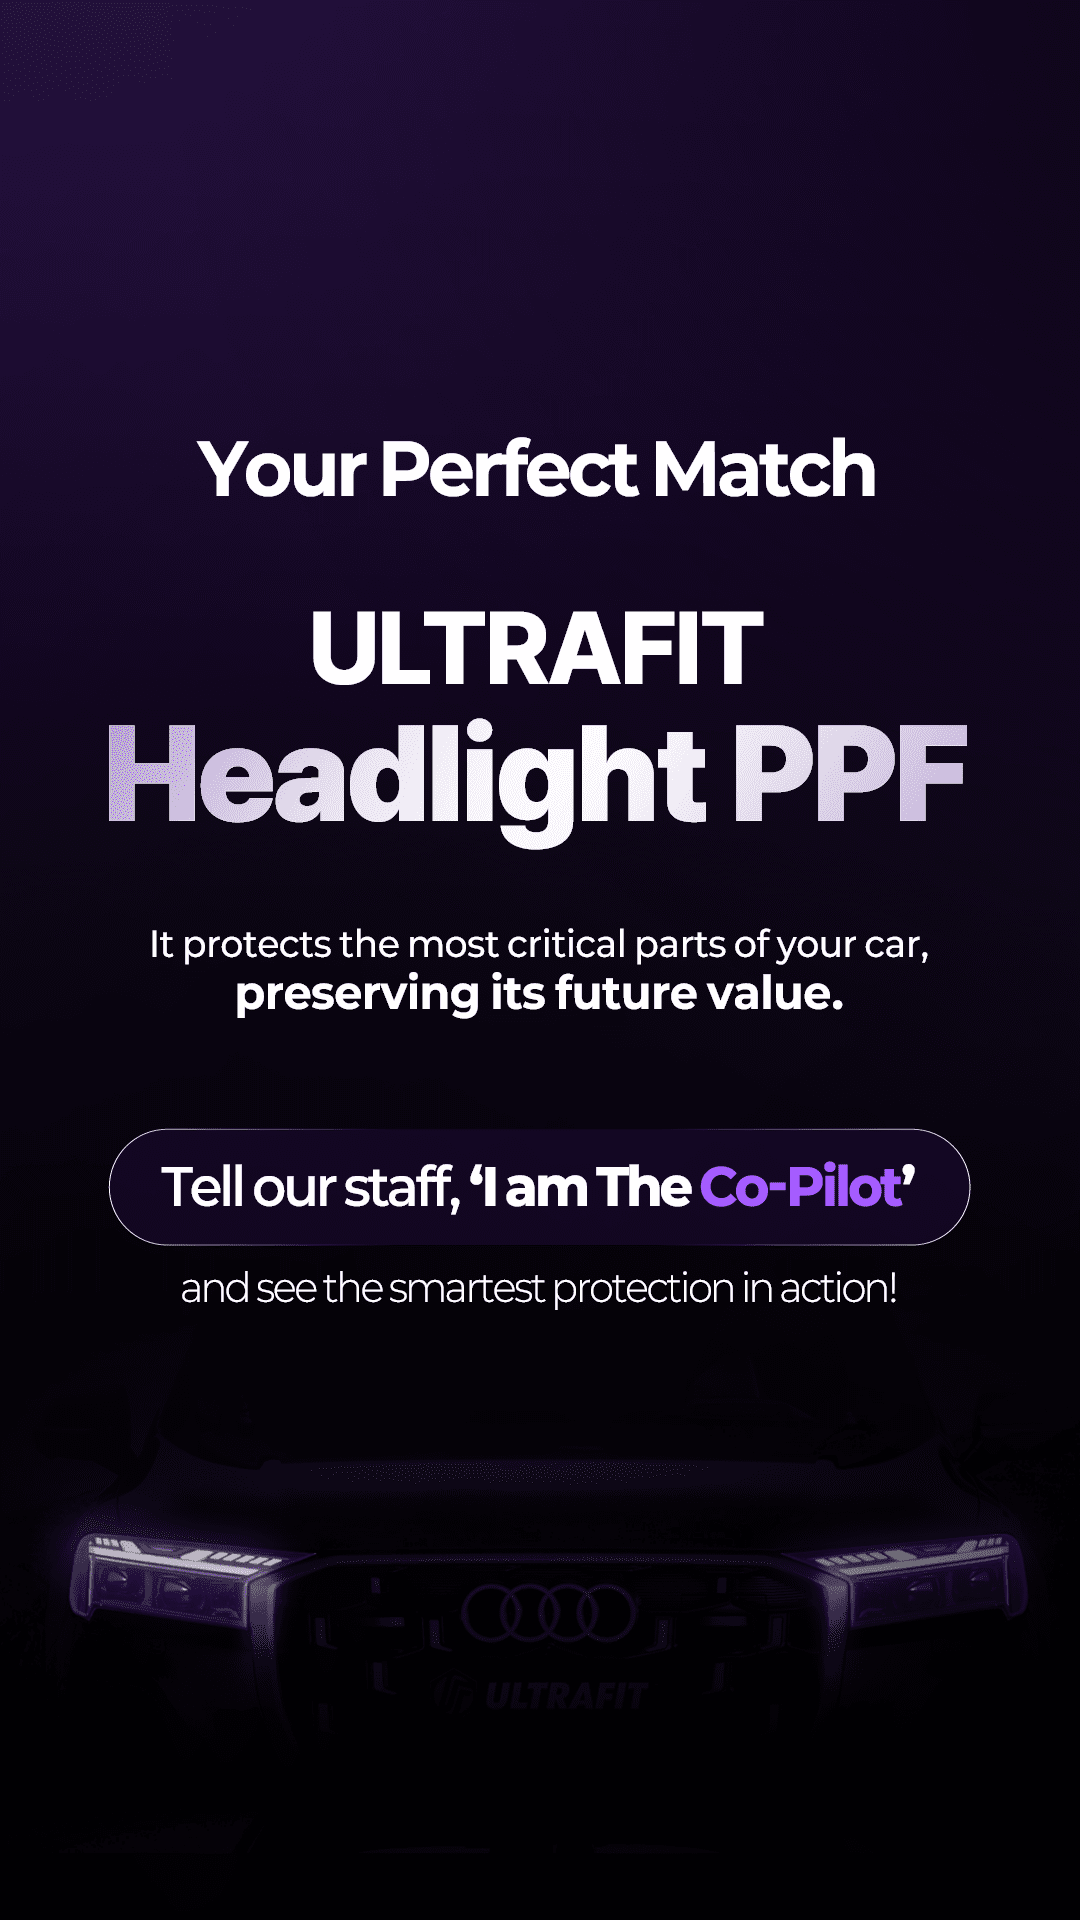 Your Perfect Match
ULTRAFIT
Headlight PPF
It protects the most critical parts of your car,
preserving its future value.
Tell our staff, ‘I am The Co-Pilot’
and see the smartest protection in action!
ULTRAFIT